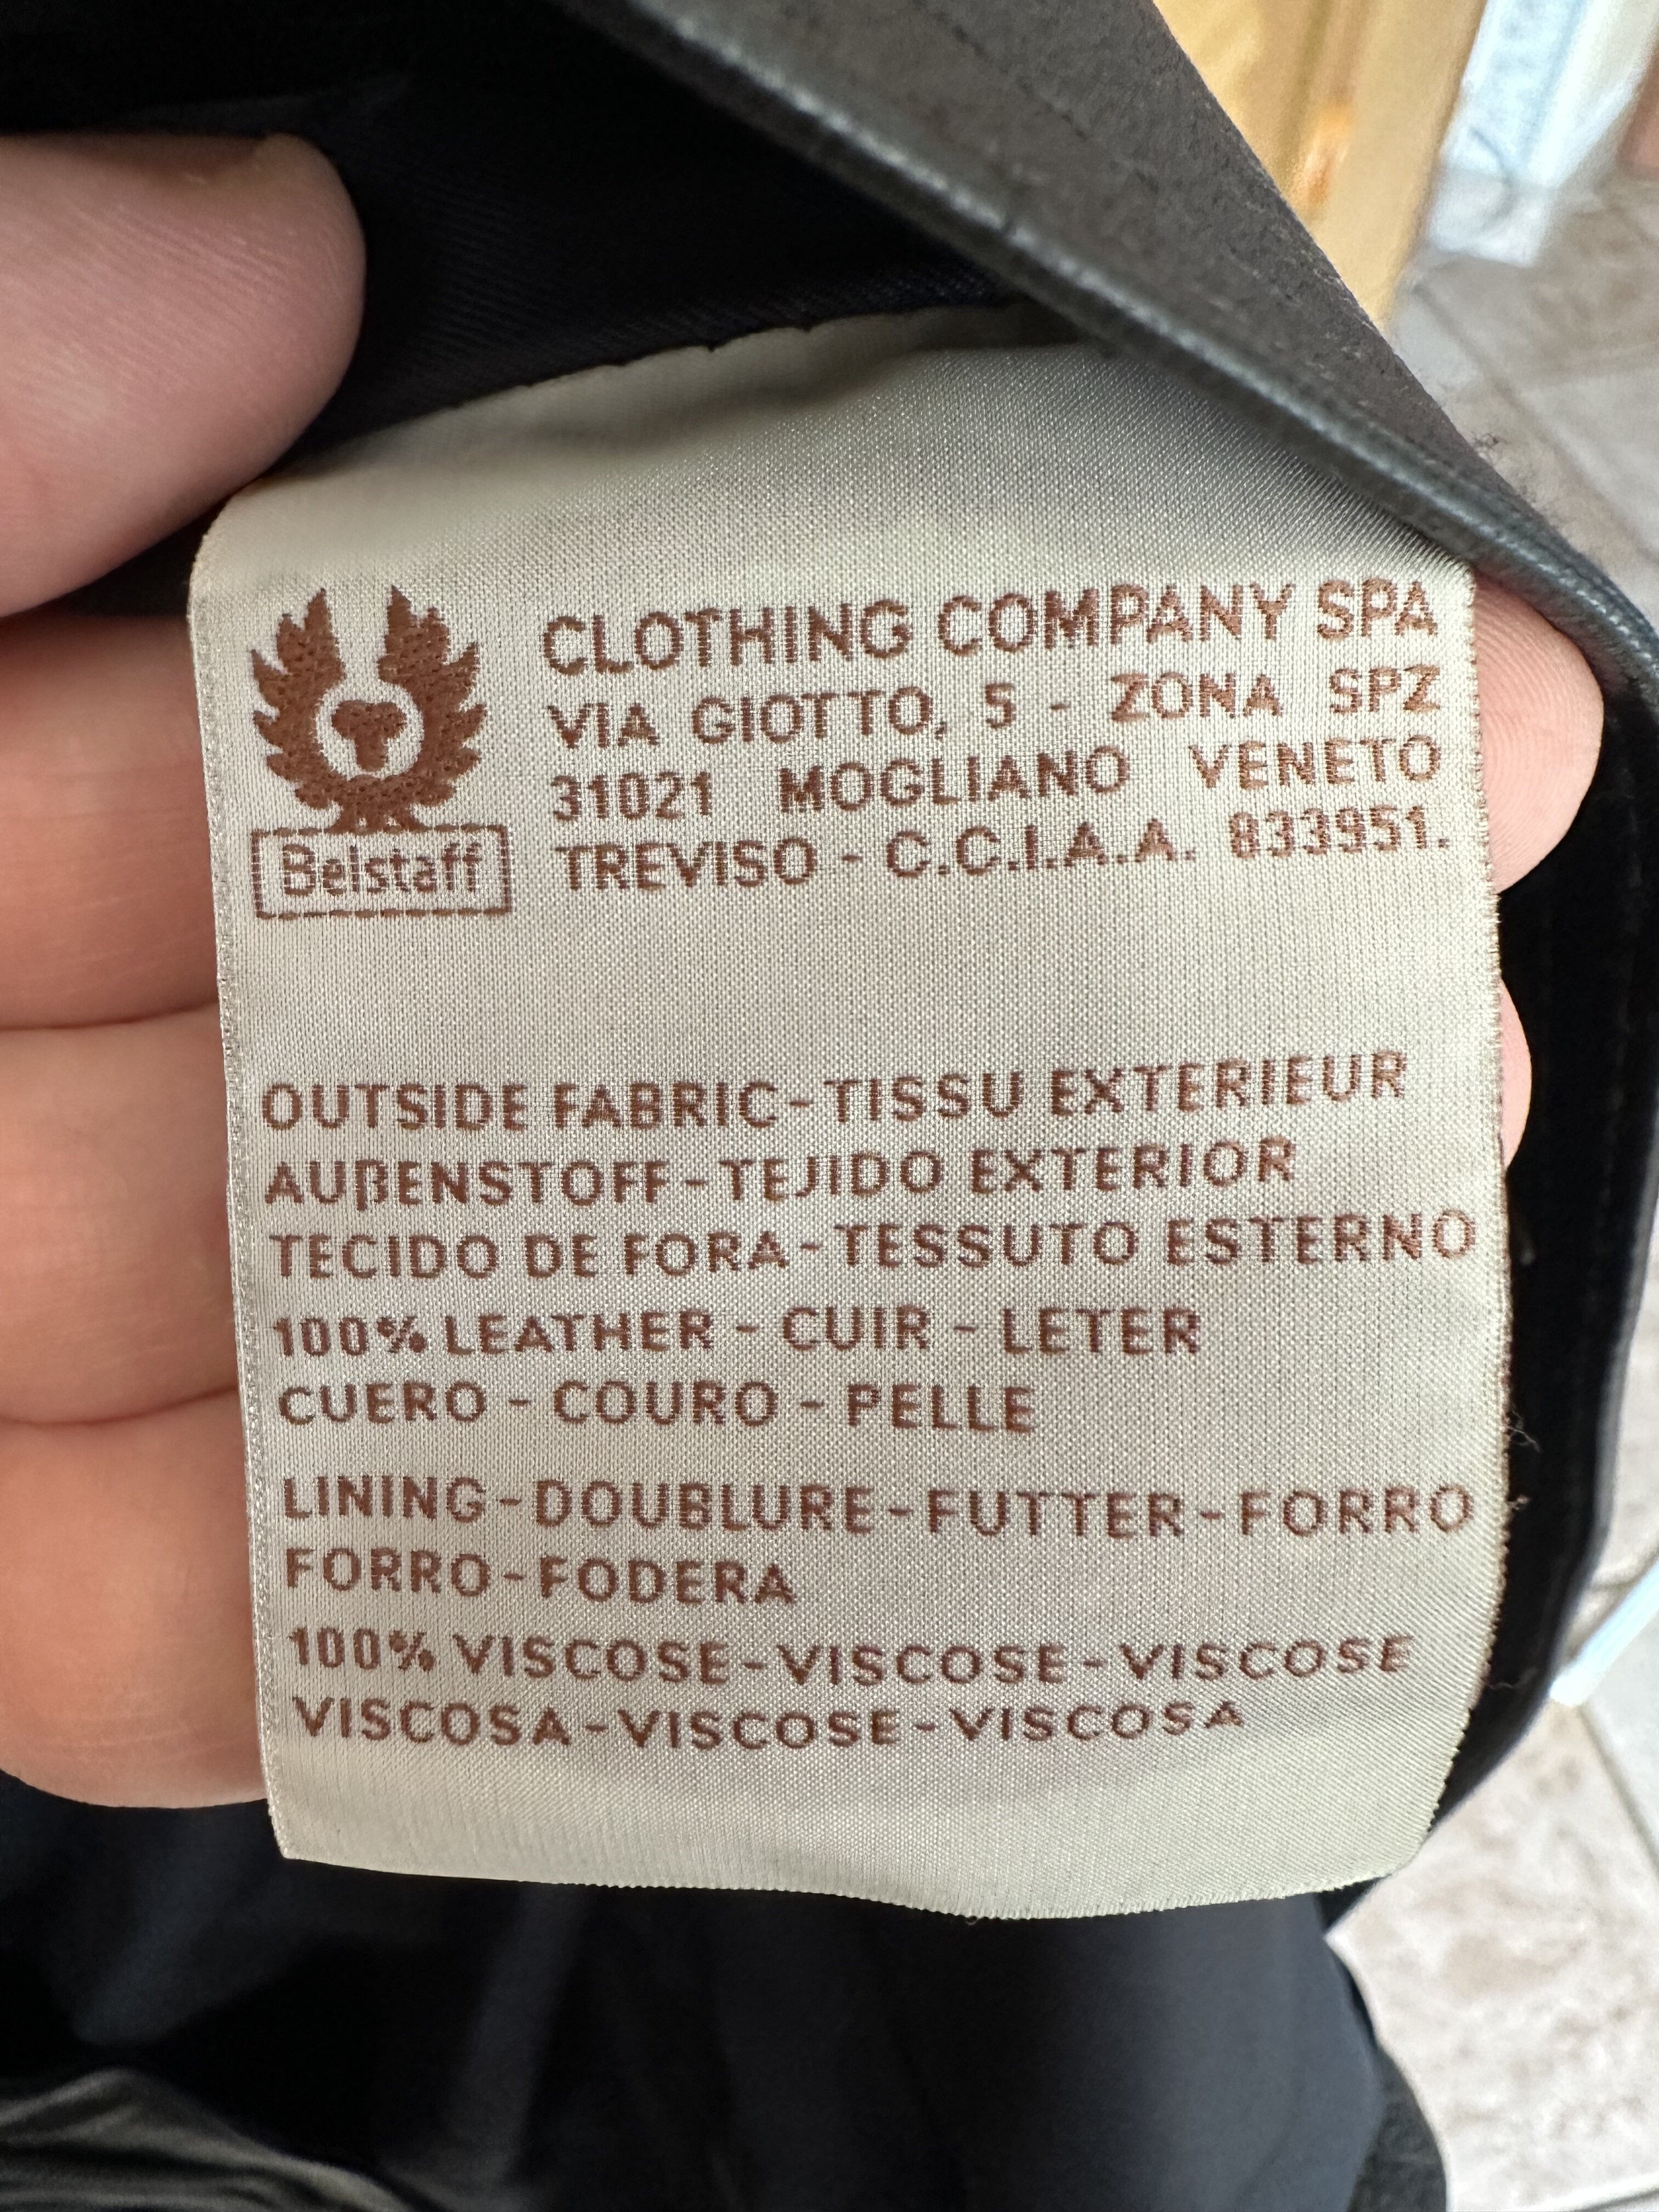 CLOTHING COMPANY SPA
VIA GIOTTO, 5 - ZONA SPZ
31021 MOGLIANO VENETO
TREVISO - C.C.I.A.A. 833951.
Belstaff
OUTSIDE FABRIC-TISSU EXTERIEUR
AUßENSTOFF-TEJIDO EXTERIOR
TECIDO DE FORA-TESSUTO ESTERNO
100% LEATHER - CUIR - LETER
CUERO - COURO - PELLE
LINING-DOUBLURE-FUTTER-FORRO
FORRO-FODERA
100% VISCOSE-VISCOSE-VISCOSE
VISCOSA-VISCOSE-VISCOSA